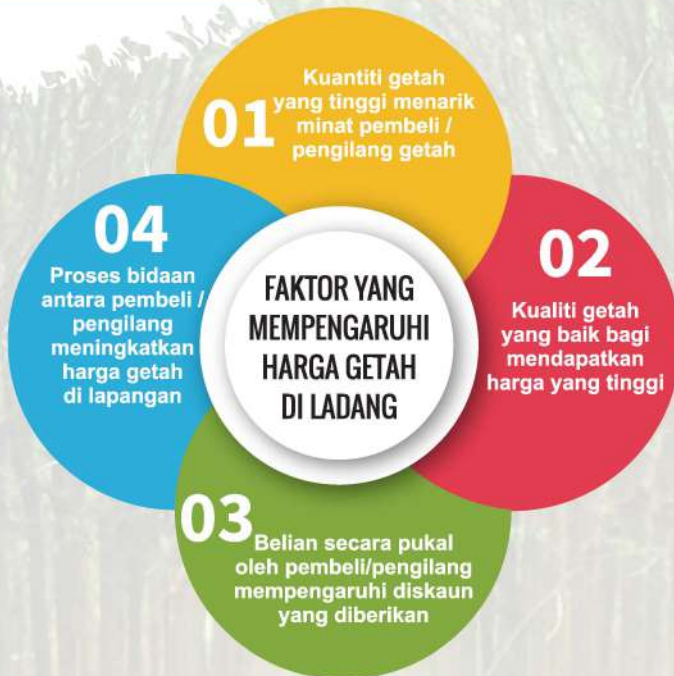 FAKTOR YANG
MEMPENGARUHI
HARGA GETAH
DI LADANG
01
Kuantiti getah
yang tinggi menarik
minat pembeli /
pengilang getah
02
Kualiti getah
yang baik bagi
mendapatkan
harga yang tinggi
03
Belian secara pukal
oleh pembeli/pengilang
mempengaruhi diskaun
yang diberikan
04
Proses bidaan
antara pembeli /
pengilang
meningkatkan
harga getah
di lapangan